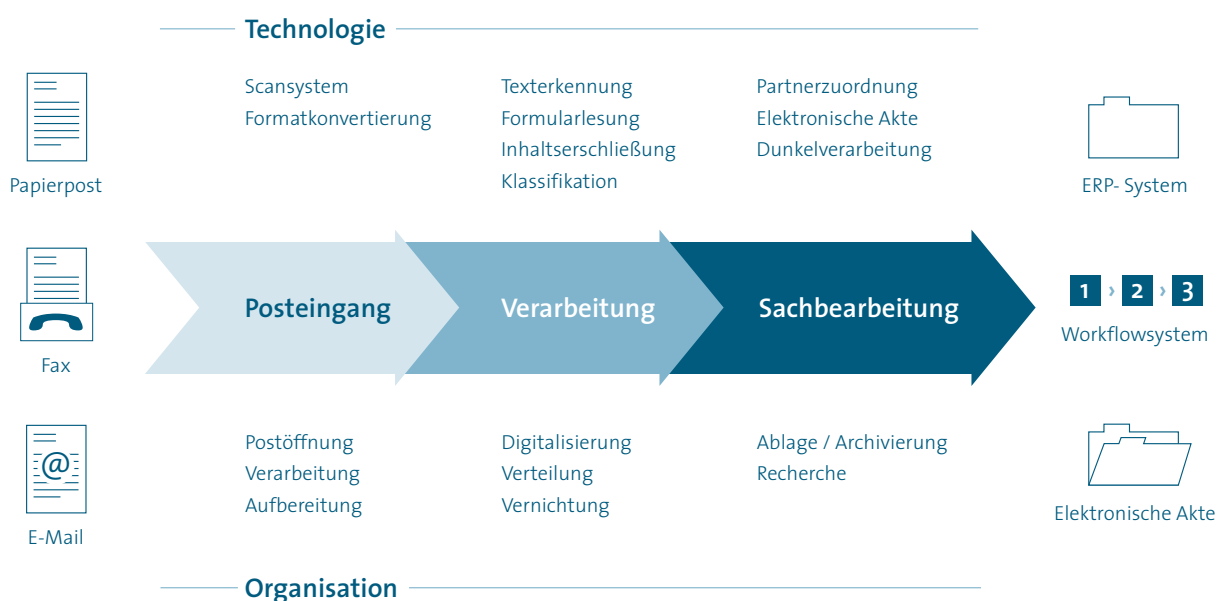 Technologie
Scansystem
Formatkonvertierung
Texterkennung
Formularlesung
Inhaltserschließung
Klassifikation
Partnerzuordnung
Elektronische Akte
Dunkelverarbeitung
Papierpost
ERP- System
Posteingang
Verarbeitung
Sachbearbeitung
1 › 2 › 3
Workflowsystem
Fax
@
E-Mail
Postöffnung
Verarbeitung
Aufbereitung
Digitalisierung
Verteilung
Vernichtung
Ablage / Archivierung
Recherche
Elektronische Akte
Organisation